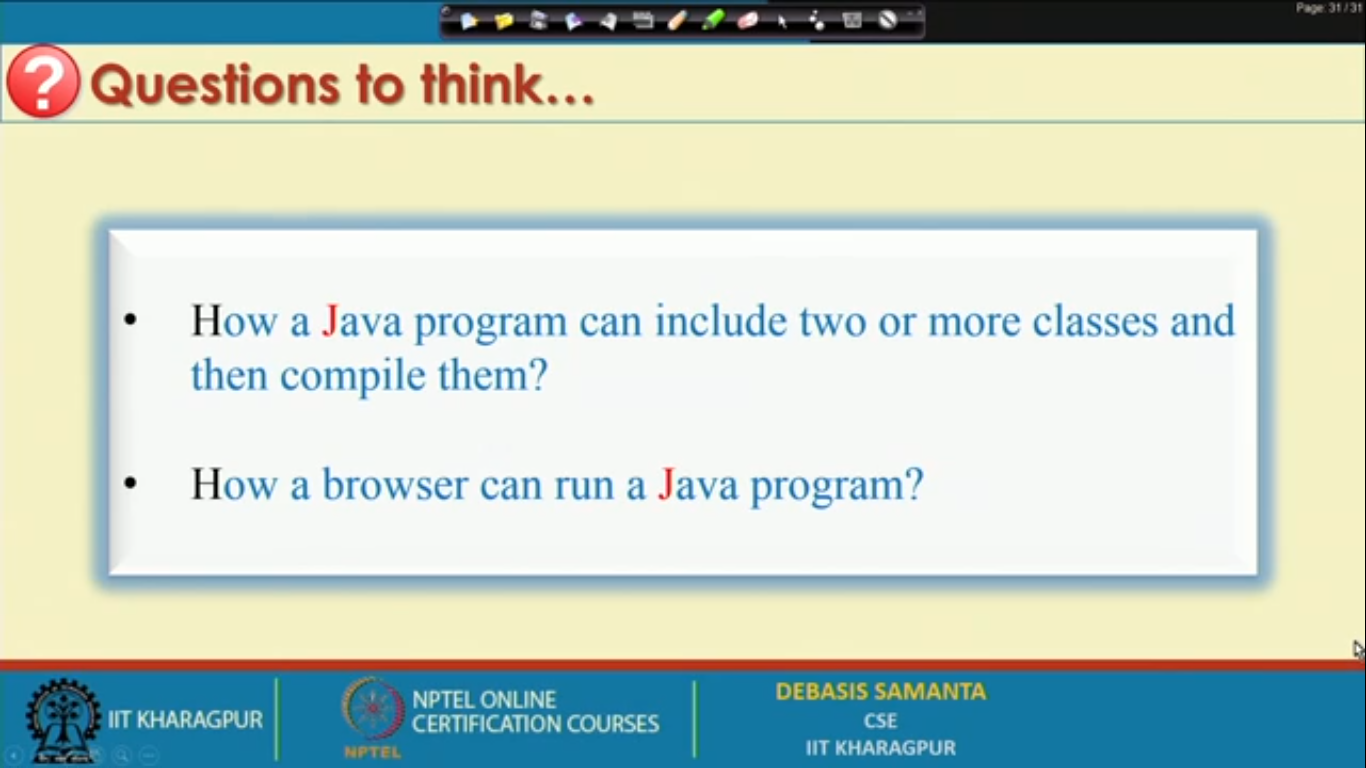 Page: 31 / 31
? Questions to think...
• How a Java program can include two or more classes and
then compile them?
• How a browser can run a Java program?
IIT KHARAGPUR
NPTEL
NPTEL ONLINE
CERTIFICATION COURSES
DEBASIS SAMANTA
CSE
IIT KHARAGPUR